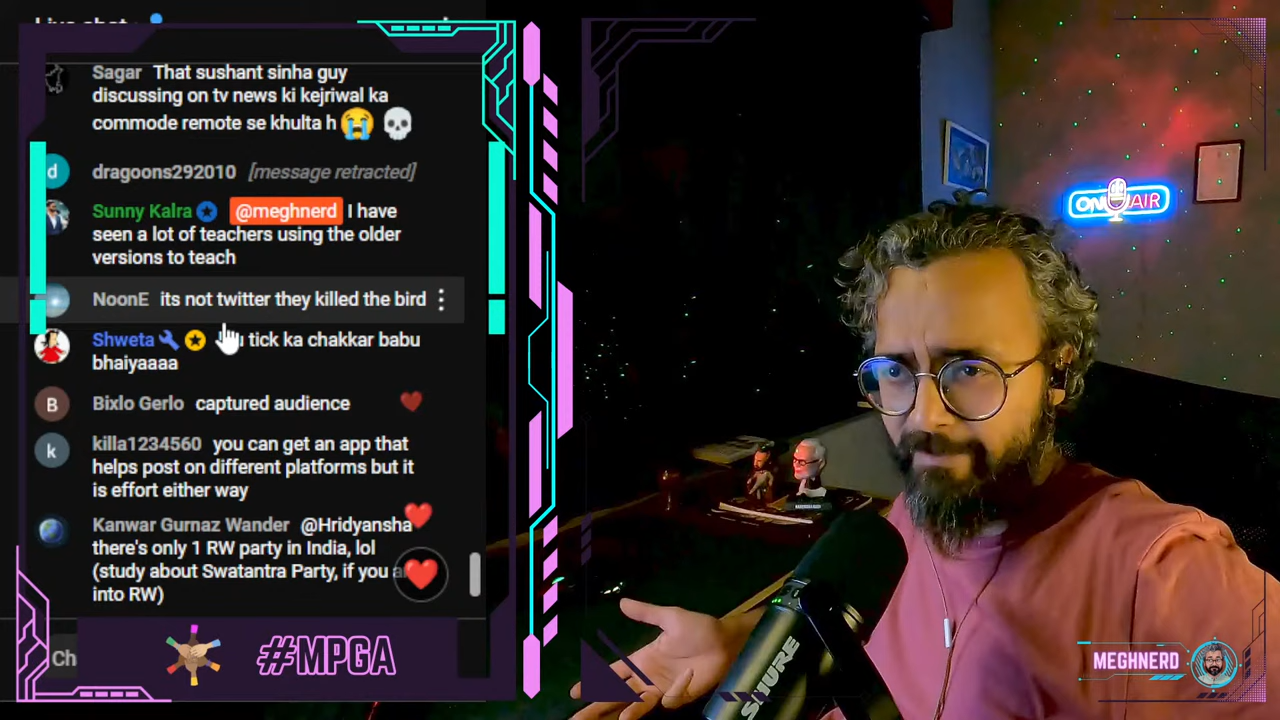 Live chat
Sagar That sushant sinha guy
discussing on tv news ki kejriwal ka
commode remote se khulta h
d dragoons292010 [message retracted]
Sunny Kalra @meghnerd I have
seen a lot of teachers using the older
versions to teach
NoonE its not twitter they killed the bird
Shweta tick ka chakkar babu
bhaiyaaaa
B Bixlo Gerlo captured audience
k killa1234560 you can get an app that
helps post on different platforms but it
is effort either way
Kanwar Gurnaz Wander @Hridyansha
there's only 1 RW party in India, lol
(study about Swatantra Party, if you a
into RW)
Ch
#MPGA
ON AIR
SHURE
MEGHNERD